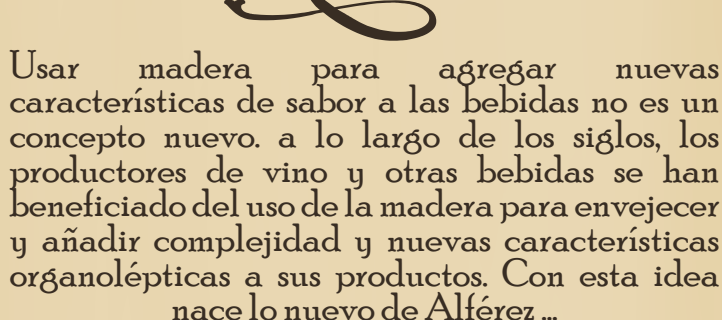 Usar madera para agregar nuevas
características de sabor a las bebidas no es un
concepto nuevo. a lo largo de los siglos, los
productores de vino y otras bebidas se han
beneficiado del uso de la madera para envejecer
y añadir complejidad y nuevas características
organolépticas a sus productos. Con esta idea
nace lo nuevo de Alférez ...